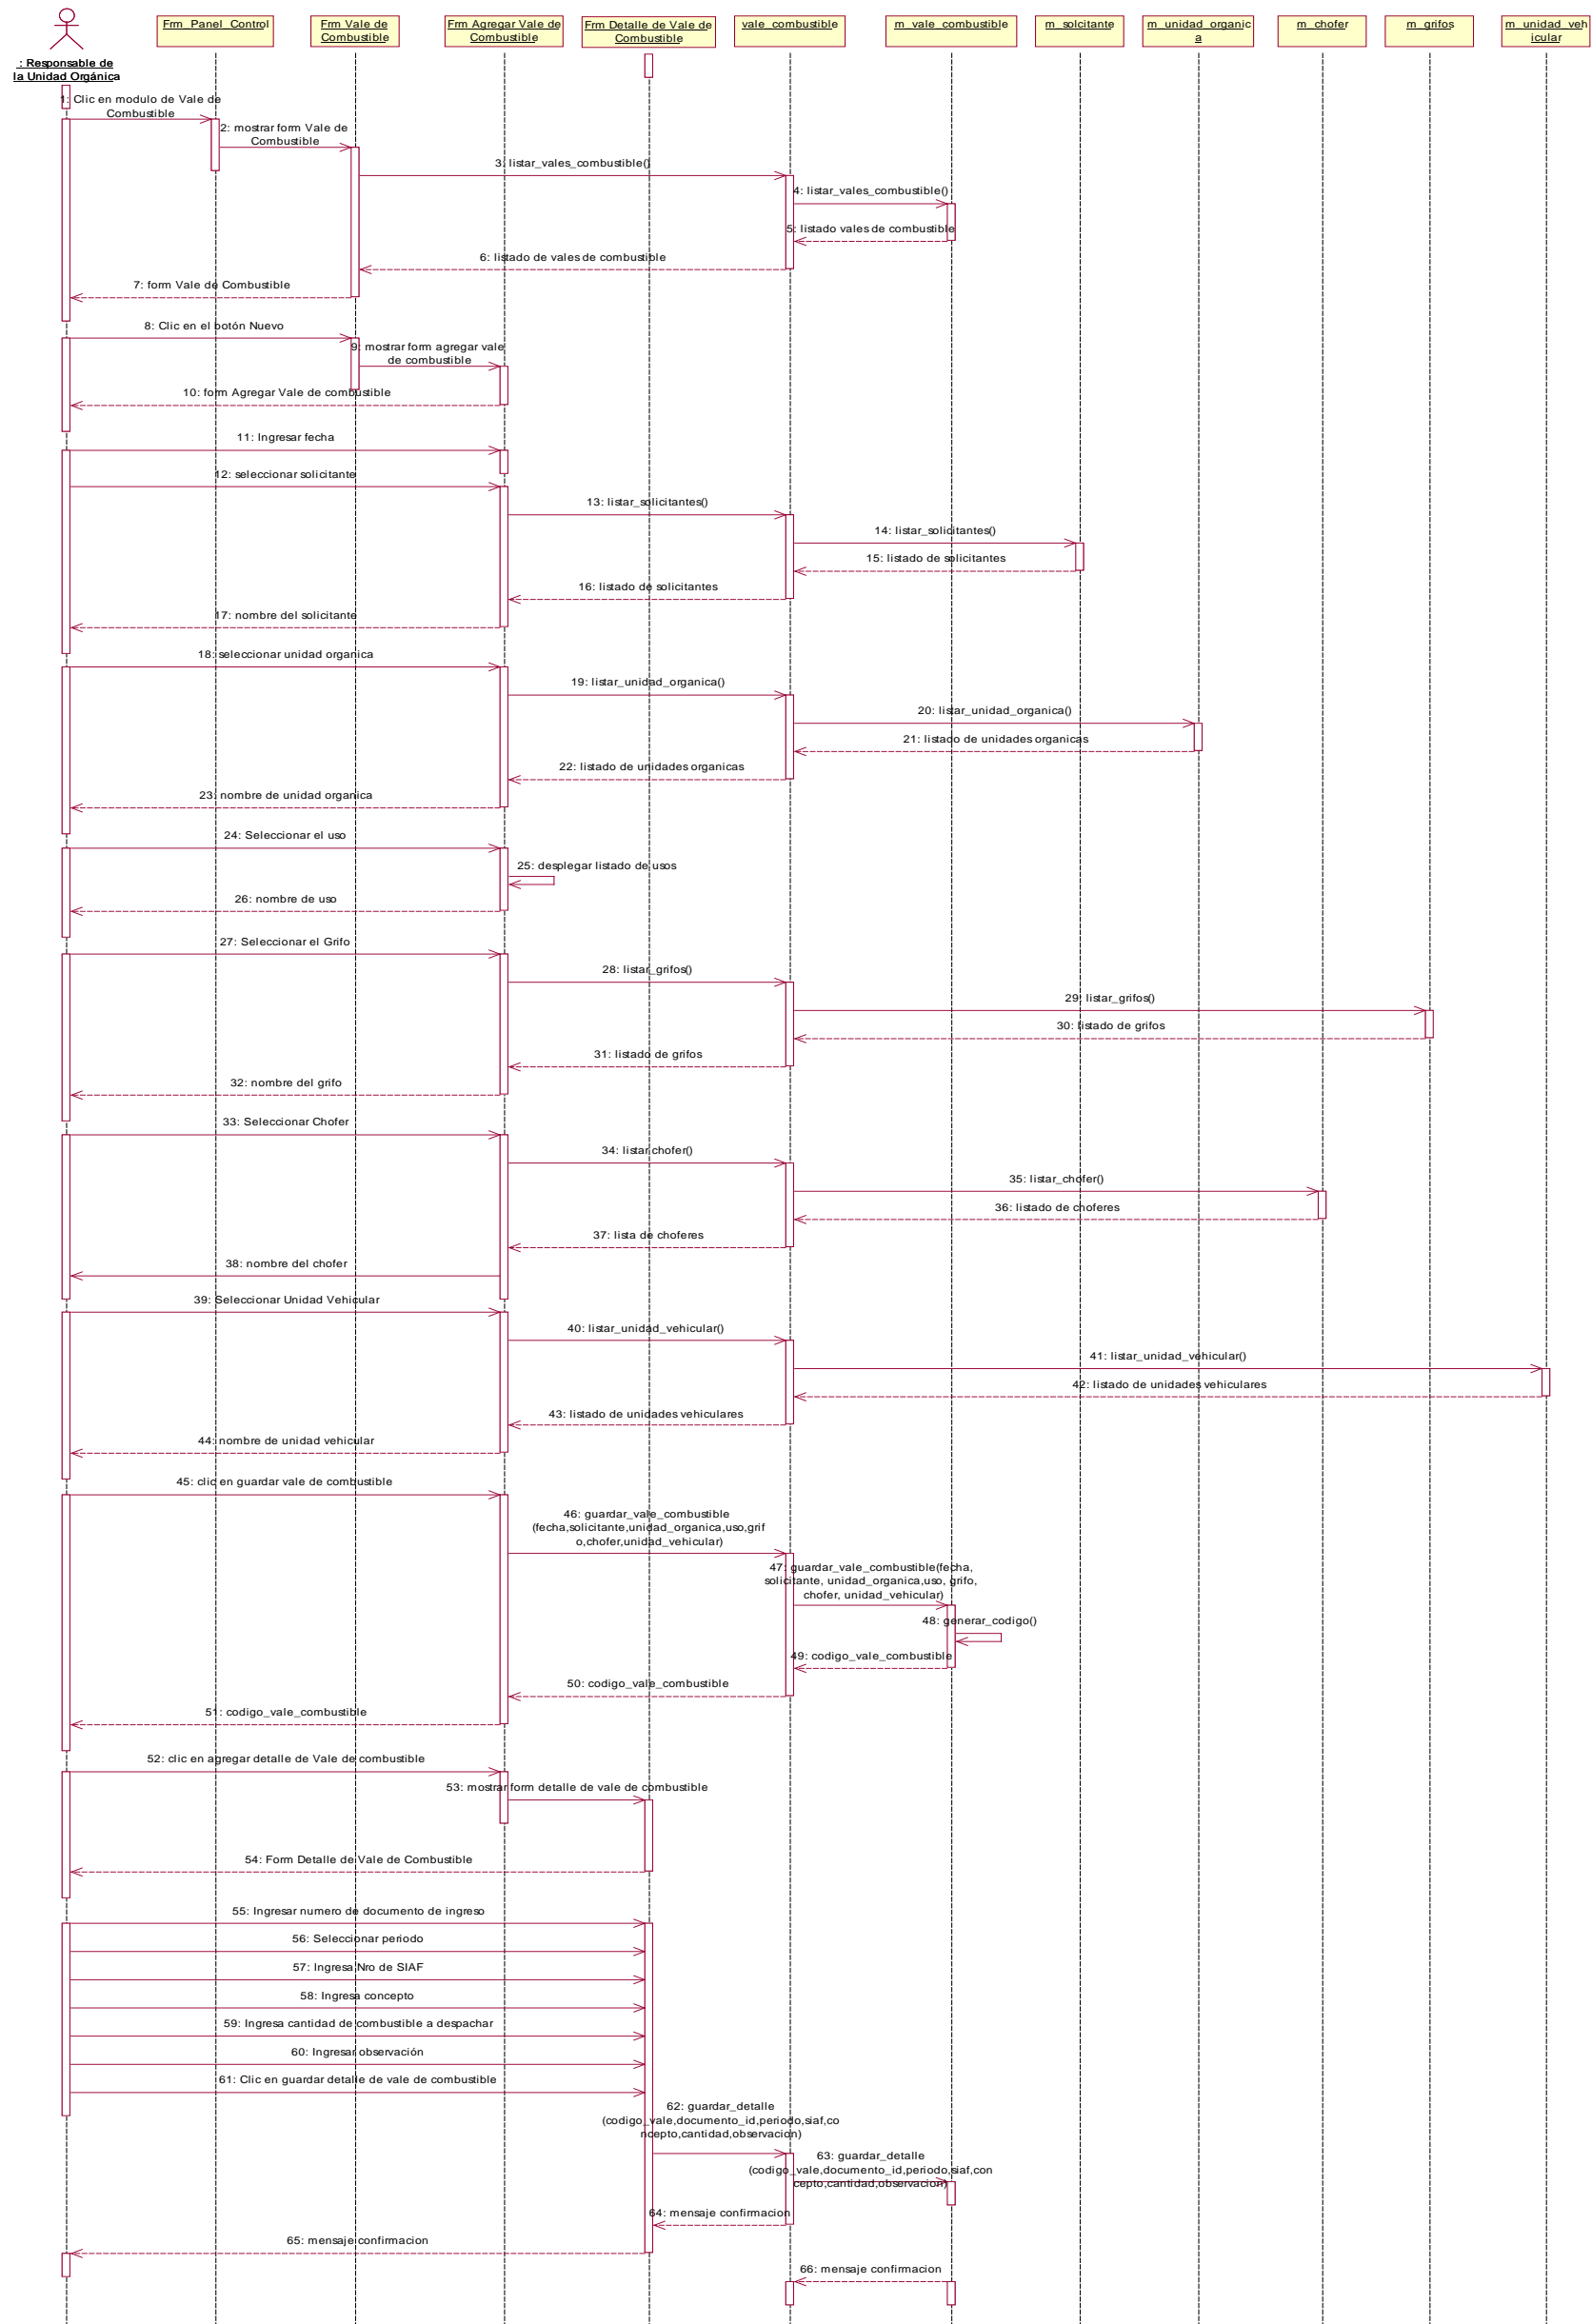 Frm_Panel_Control
Frm Vale de
Combustible
Frm Agregar Vale de
Combustible
Frm Detalle de Vale de
Combustible
vale_combustible
m_vale_combustible
m_solcitante
m_unidad_organic
a
m_chofer
m_grifos
m_unidad_veh
icular
: Responsable de
la Unidad Orgánica
1: Clic en modulo de Vale de
Combustible
2: mostrar form Vale de
Combustible
3: listar_vales_combustible()
4: listar_vales_combustible()
5: listado vales de combustible
6: listado de vales de combustible
7: form Vale de Combustible
8: Clic en el botón Nuevo
9: mostrar form agregar vale
de combustible
10: form Agregar Vale de combustible
11: Ingresar fecha
12: seleccionar solicitante
13: listar_solicitantes()
14: listar_solicitantes()
15: listado de solicitantes
16: listado de solicitantes
17: nombre del solicitante
18: seleccionar unidad organica
19: listar_unidad_organica()
20: listar_unidad_organica()
21: listado de unidades organicas
22: listado de unidades organicas
23: nombre de unidad organica
24: Seleccionar el uso
25: desplegar listado de usos
26: nombre de uso
27: Seleccionar el Grifo
28: listar_grifos()
29: listar_grifos()
30: listado de grifos
31: listado de grifos
32: nombre del grifo
33: Seleccionar Chofer
34: listar chofer()
35: listar_chofer()
36: listado de choferes
37: lista de choferes
38: nombre del chofer
39: Seleccionar Unidad Vehicular
40: listar_unidad_vehicular()
41: listar_unidad_vehicular()
42: listado de unidades vehiculares
43: listado de unidades vehiculares
44: nombre de unidad vehicular
45: clic en guardar vale de combustible
46: guardar_vale_combustible
(fecha,solicitante,unidad_organica,uso,grif
o,chofer,unidad_vehicular)
47: guardar_vale_combustible(fecha,
solicitante, unidad_organica,uso, grifo,
chofer, unidad_vehicular)
48: generar_codigo()
49: codigo_vale_combustible
50: codigo_vale_combustible
51: codigo_vale_combustible
52: clic en agregar detalle de Vale de combustible
53: mostrar form detalle de vale de combustible
54: Form Detalle de Vale de Combustible
55: Ingresar numero de documento de ingreso
56: Seleccionar periodo
57: Ingresa Nro de SIAF
58: Ingresa concepto
59: Ingresa cantidad de combustible a despachar
60: Ingresar observación
61: Clic en guardar detalle de vale de combustible
62: guardar_detalle
(codigo_vale,documento_id,periodo,siaf,co
ncepto,cantidad,observacion)
63: guardar_detalle
(codigo_vale,documento_id,periodo,siaf,con
cepto,cantidad,observacion)
64: mensaje confirmacion
65: mensaje confirmacion
66: mensaje confirmacion